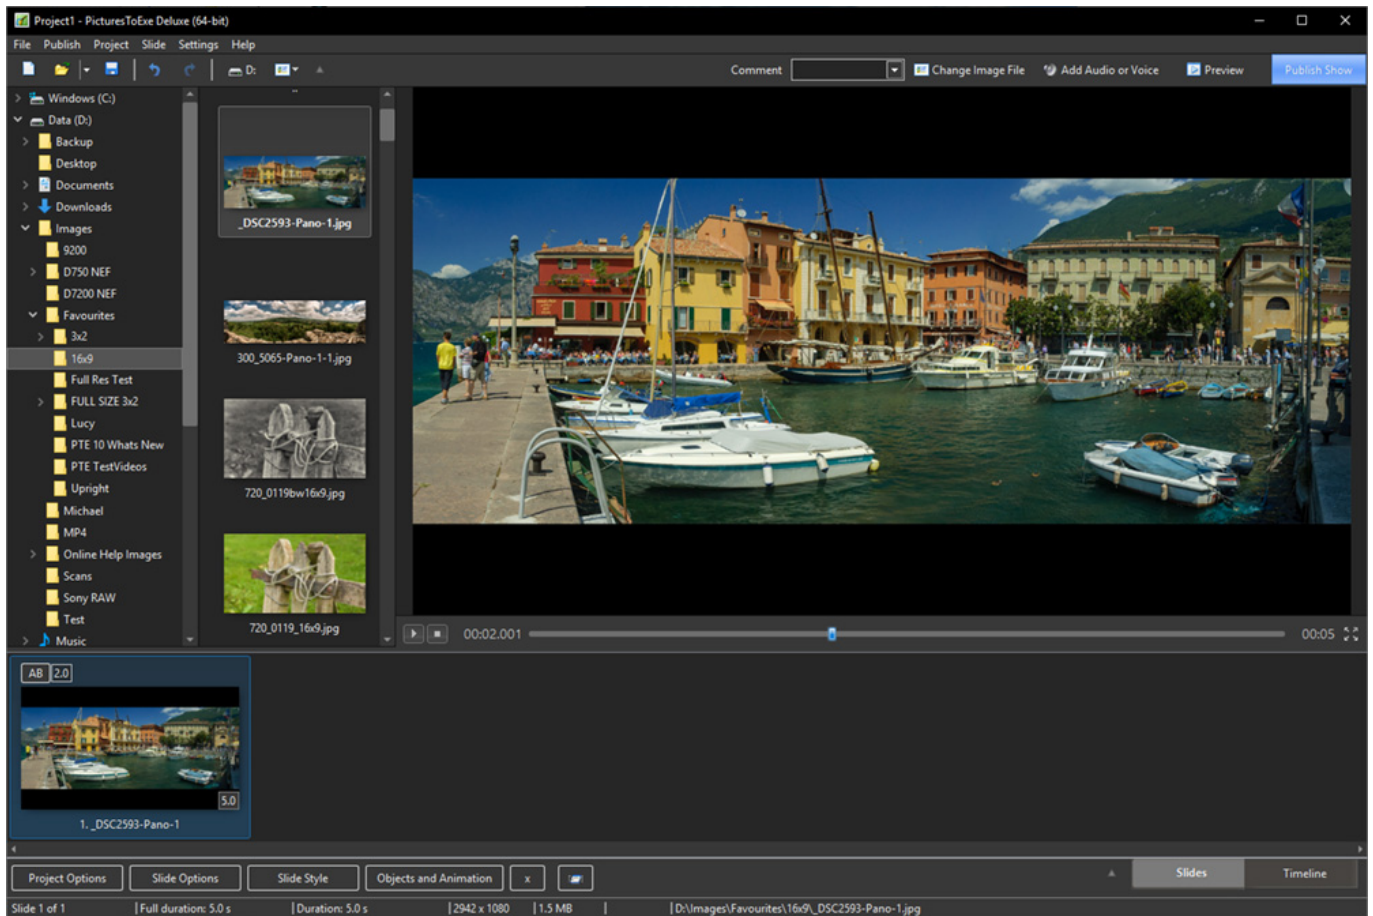 Project1 - PicturesToExe Deluxe (64-bit)
File Publish Project Slide Settings Help
D: Comment Change Image File Add Audio or Voice Preview Publish Show
Windows (C:)
Data (D:)
Backup
Desktop
Documents
Downloads
Images
9200
D750 NEF
D7200 NEF
Favourites
3x2
16x9
Full Res Test
FULL SIZE 3x2
Lucy
PTE 10 Whats New
PTE TestVideos
Upright
Michael
MP4
Online Help Images
Scans
Sony RAW
Test
Music
_DSC2593-Pano-1.jpg
300_5065-Pano-1-1.jpg
720_0119bw16x9.jpg
720_0119_16x9.jpg
00:02.001 00:05
AB 2.0
5.0
1. _DSC2593-Pano-1
Project Options Slide Options Slide Style Objects and Animation x Slides Timeline
Slide 1 of 1 | Full duration: 5.0 s | Duration: 5.0 s | 2942 x 1080 | 1.5 MB | | D:\Images\Favourites\16x9\_DSC2593-Pano-1.jpg